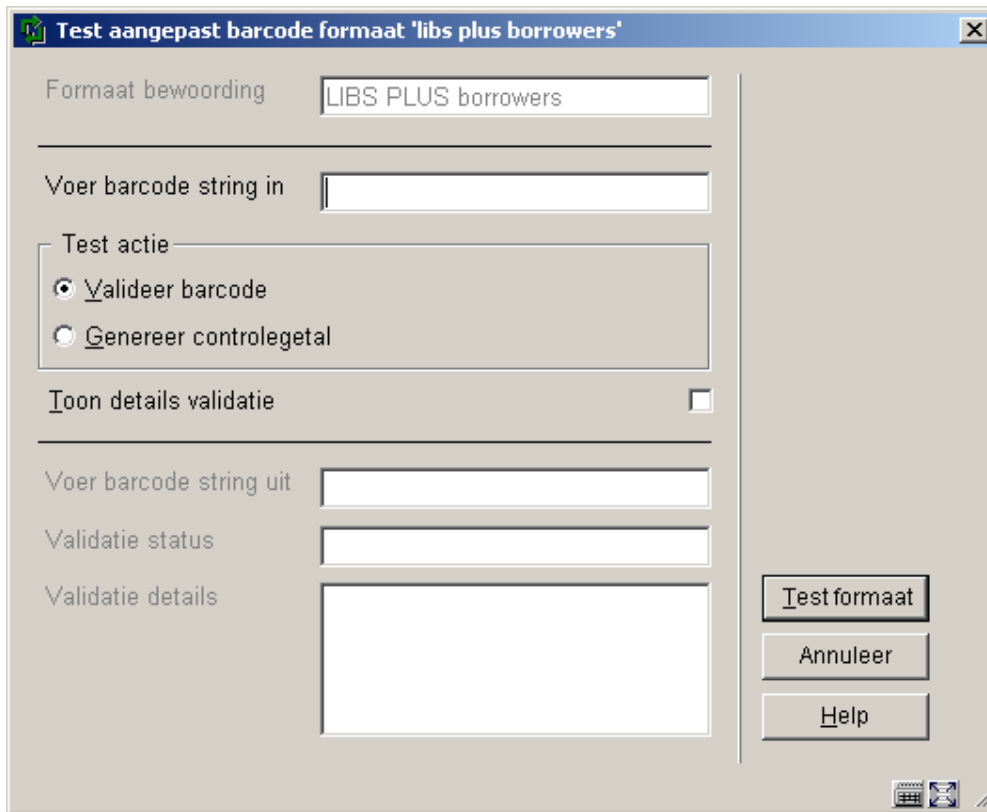 Test aangepast barcode formaat 'libs plus borrowers'
Formaat bewoording
LIBS PLUS borrowers
Voer barcode string in
Test actie
Valideer barcode
Genereer controlegetal
Toon details validatie
Voer barcode string uit
Validatie status
Validatie details
Test formaat
Annuleer
Help